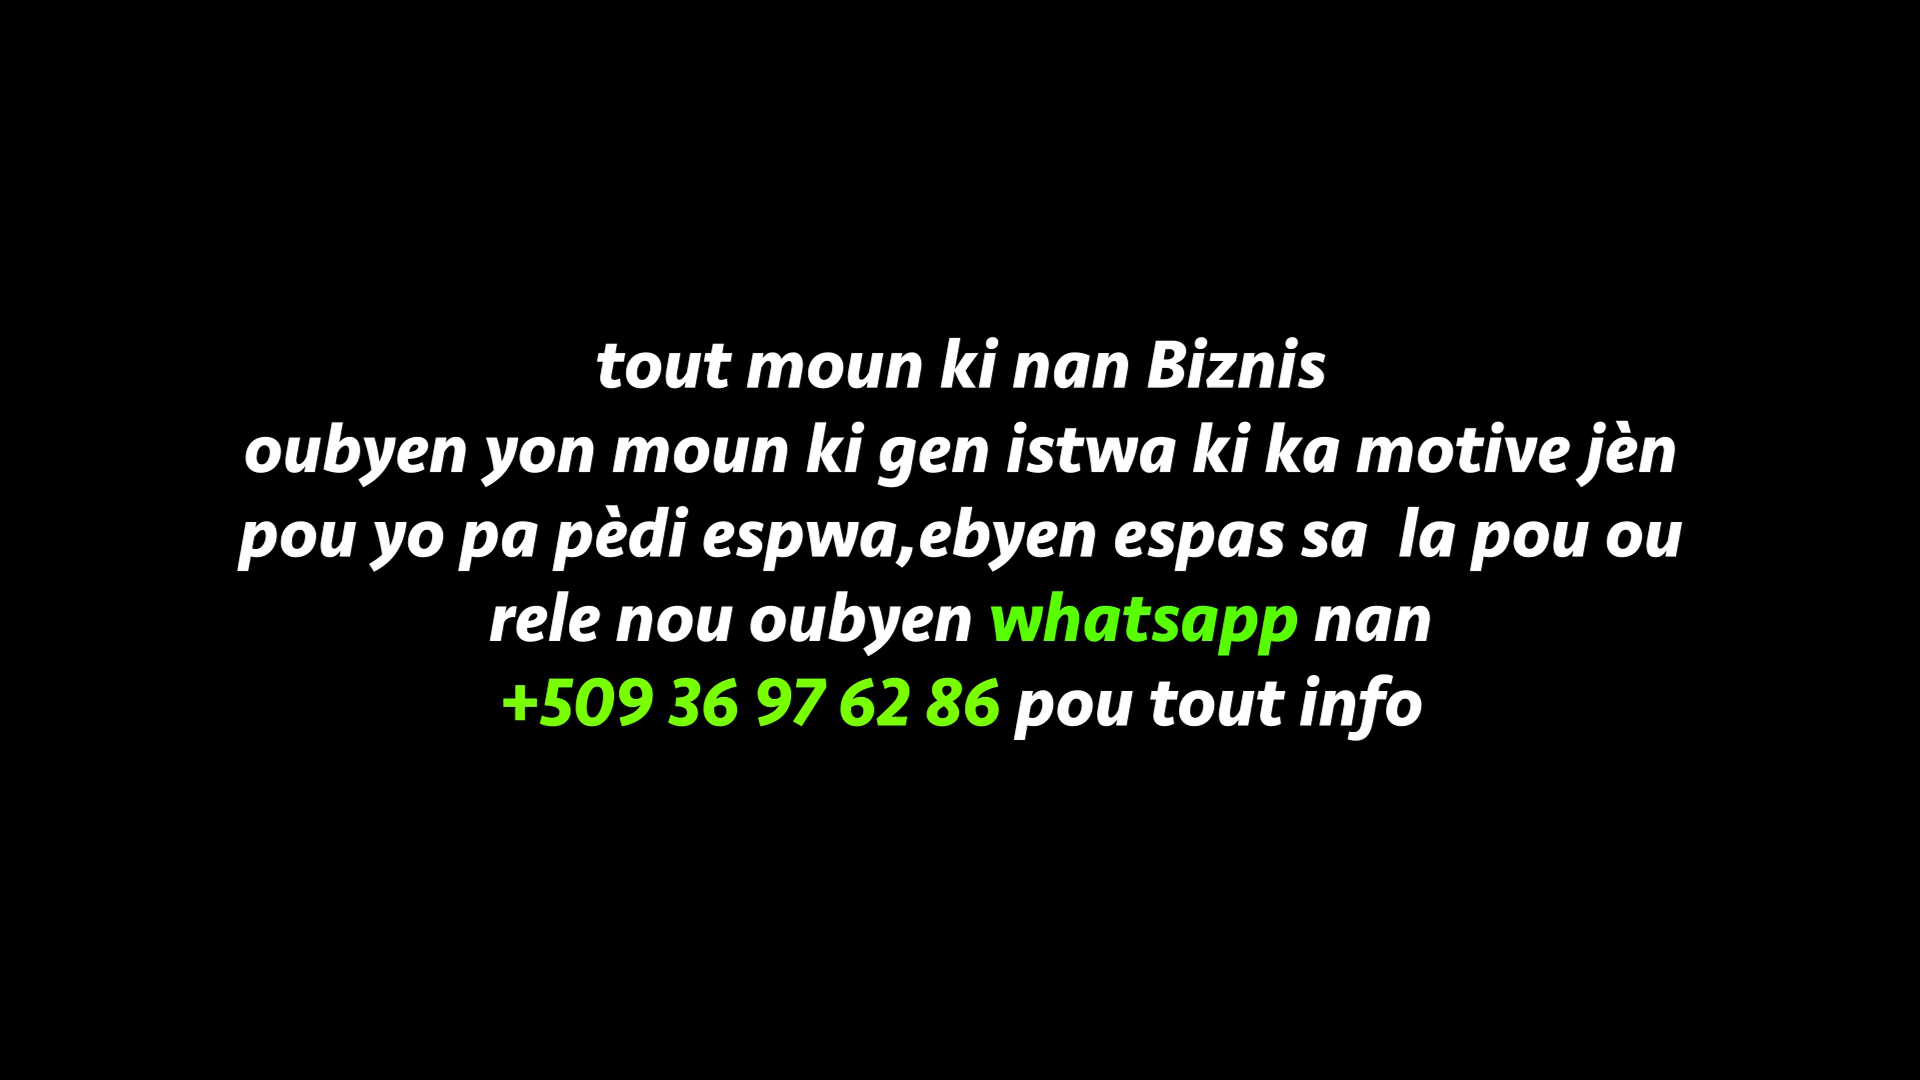 tout moun ki nan Biznis
oubyen yon moun ki gen istwa ki ka motive jèn
pou yo pa pèdi espwa,ebyen espas sa  la pou ou
rele nou oubyen whatsapp nan
+509 36 97 62 86 pou tout info